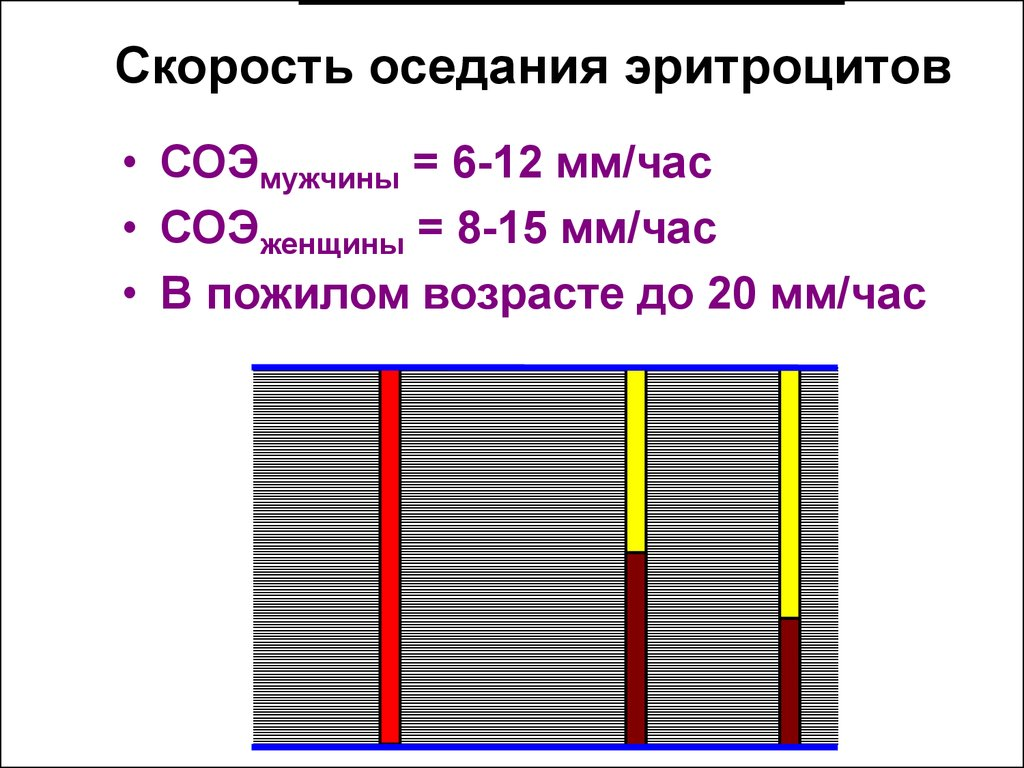 Скорость оседания эритроцитов
• СОЭмужчины = 6-12 мм/час
• СОЭженщины = 8-15 мм/час
• В пожилом возрасте до 20 мм/час